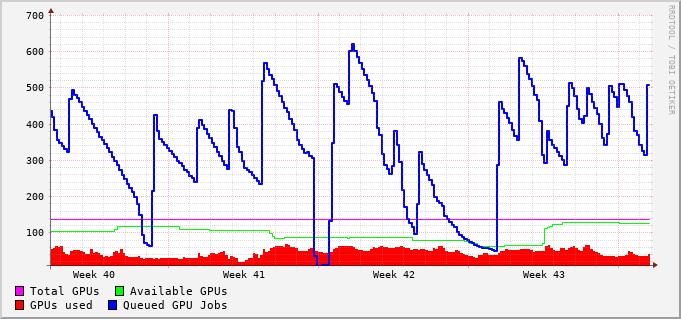 700
600
500
400
300
200
100
Week 40 Week 41 Week 42 Week 43
Total GPUs Available GPUs
GPUs used Queued GPU Jobs
RRDTOOL / TOBI OETIKER